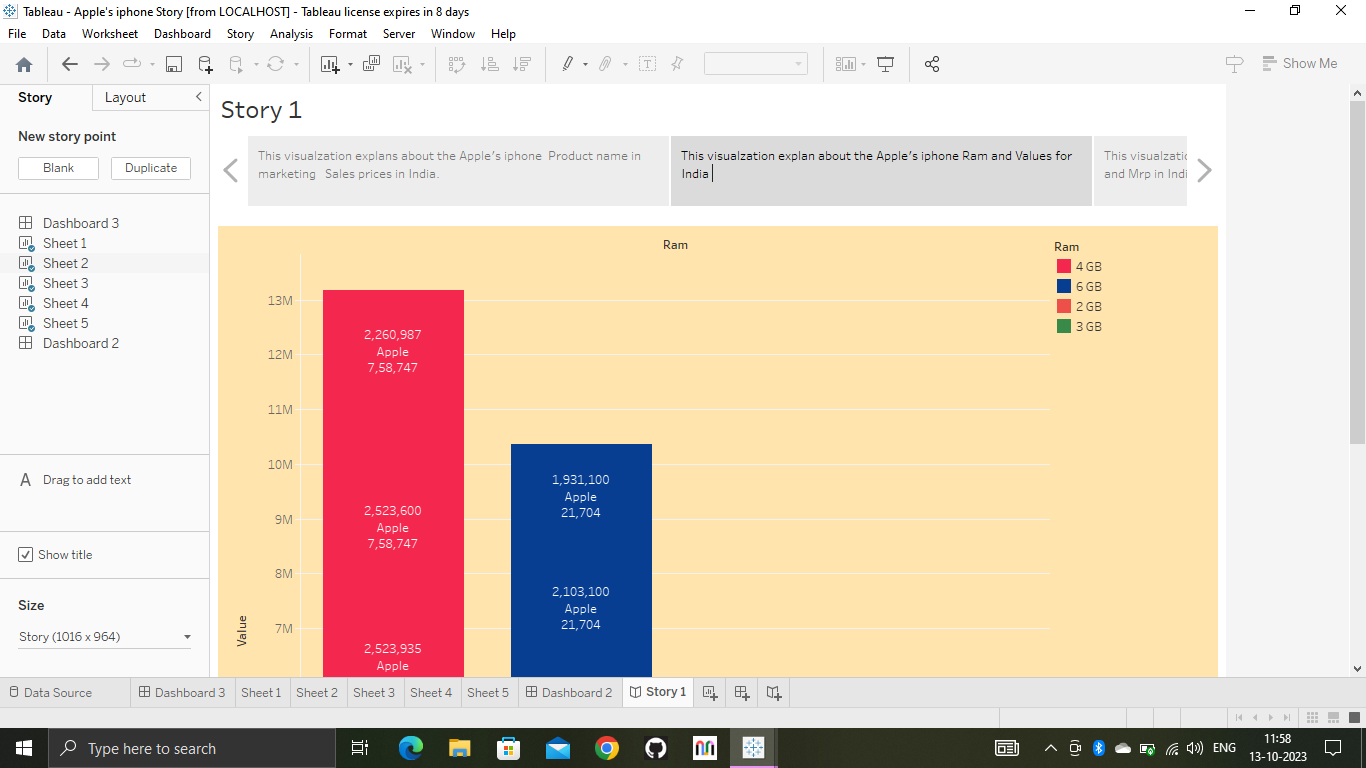 Tableau - Apple's iphone Story [from LOCALHOST] - Tableau license expires in 8 days
File Data Worksheet Dashboard Story Analysis Format Server Window Help
Show Me
Story Layout
New story point
Blank Duplicate
Dashboard 3
Sheet 1
Sheet 2
Sheet 3
Sheet 4
Sheet 5
Dashboard 2
A Drag to add text
Show title
Size
Story (1016 x 964)
Story 1
This visualzation explans about the Apple's iphone Product name in
marketing Sales prices in India.
This visualzation explan about the Apple's iphone Ram and Values for
India
This
and Mrp in
Ram
13M
12M
11M
10M
9M
8M
7M
Value
2,260,987
Apple
7,58,747
2,523,600
Apple
7,58,747
2,523,935
Apple
1,931,100
Apple
21,704
2,103,100
Apple
21,704
Ram
4 GB
6 GB
2 GB
3 GB
Data Source Dashboard 3 Sheet 1 Sheet 2 Sheet 3 Sheet 4 Sheet 5 Dashboard 2 Story 1
Type here to search
ENG
11:58
13-10-2023